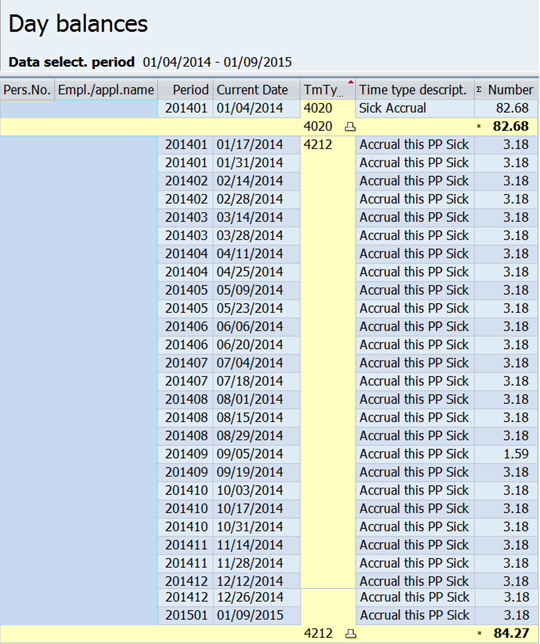 Day balances
Data select. period 01/04/2014 - 01/09/2015
Pers.No. Empl./appl.name Period Current Date TmTy... Time type descript. Σ Number
201401 01/04/2014 4020 Sick Accrual 82.68
4020 ▪ 82.68
201401 01/17/2014 4212 Accrual this PP Sick 3.18
201401 01/31/2014 Accrual this PP Sick 3.18
201402 02/14/2014 Accrual this PP Sick 3.18
201402 02/28/2014 Accrual this PP Sick 3.18
201403 03/14/2014 Accrual this PP Sick 3.18
201403 03/28/2014 Accrual this PP Sick 3.18
201404 04/11/2014 Accrual this PP Sick 3.18
201404 04/25/2014 Accrual this PP Sick 3.18
201405 05/09/2014 Accrual this PP Sick 3.18
201405 05/23/2014 Accrual this PP Sick 3.18
201406 06/06/2014 Accrual this PP Sick 3.18
201406 06/20/2014 Accrual this PP Sick 3.18
201407 07/04/2014 Accrual this PP Sick 3.18
201407 07/18/2014 Accrual this PP Sick 3.18
201408 08/01/2014 Accrual this PP Sick 3.18
201408 08/15/2014 Accrual this PP Sick 3.18
201408 08/29/2014 Accrual this PP Sick 3.18
201409 09/05/2014 Accrual this PP Sick 1.59
201409 09/19/2014 Accrual this PP Sick 3.18
201410 10/03/2014 Accrual this PP Sick 3.18
201410 10/17/2014 Accrual this PP Sick 3.18
201410 10/31/2014 Accrual this PP Sick 3.18
201411 11/14/2014 Accrual this PP Sick 3.18
201411 11/28/2014 Accrual this PP Sick 3.18
201412 12/12/2014 Accrual this PP Sick 3.18
201412 12/26/2014 Accrual this PP Sick 3.18
201501 01/09/2015 Accrual this PP Sick 3.18
4212 ▪ 84.27